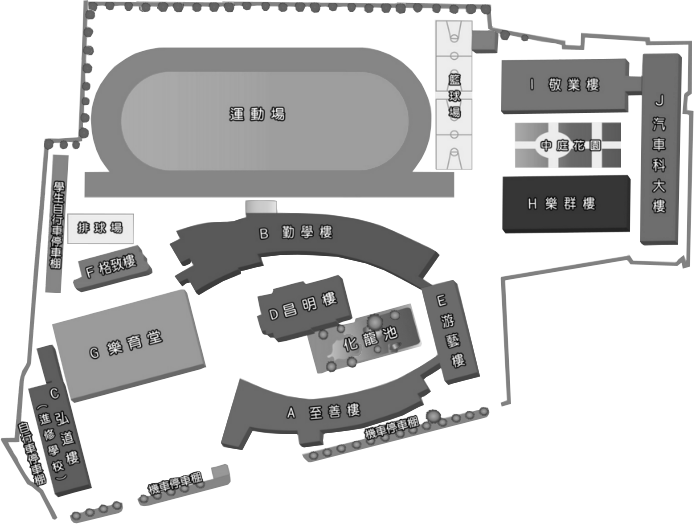 運動場
籃球場
I 敬業樓
J 汽車科大樓
中庭花園
H 樂群樓
學生自行車停車棚
排球場
B 勤學樓
F 格致樓
D 昌明樓
E 游藝樓
化龍池
G 樂育堂
A 至善樓
C 弘道樓
(進修學校)
自行車停車棚
機車停車棚
機車停車棚